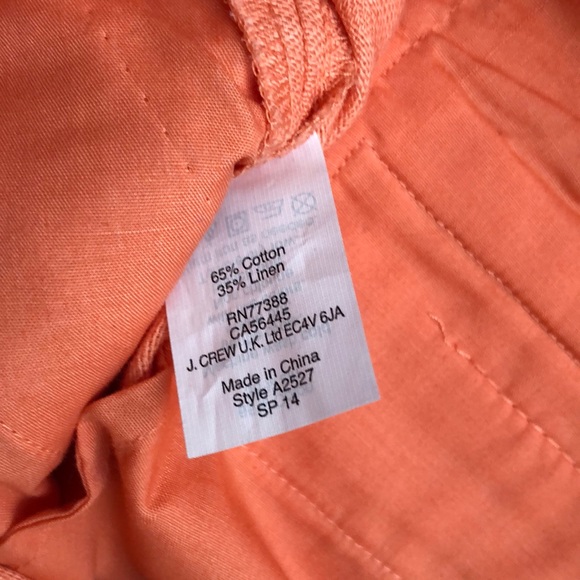 65% Cotton
35% Linen
RN77388
CA56445
J. CREW U.K. Ltd EC4V 6JA
Made in China
Style A2527
SP 14